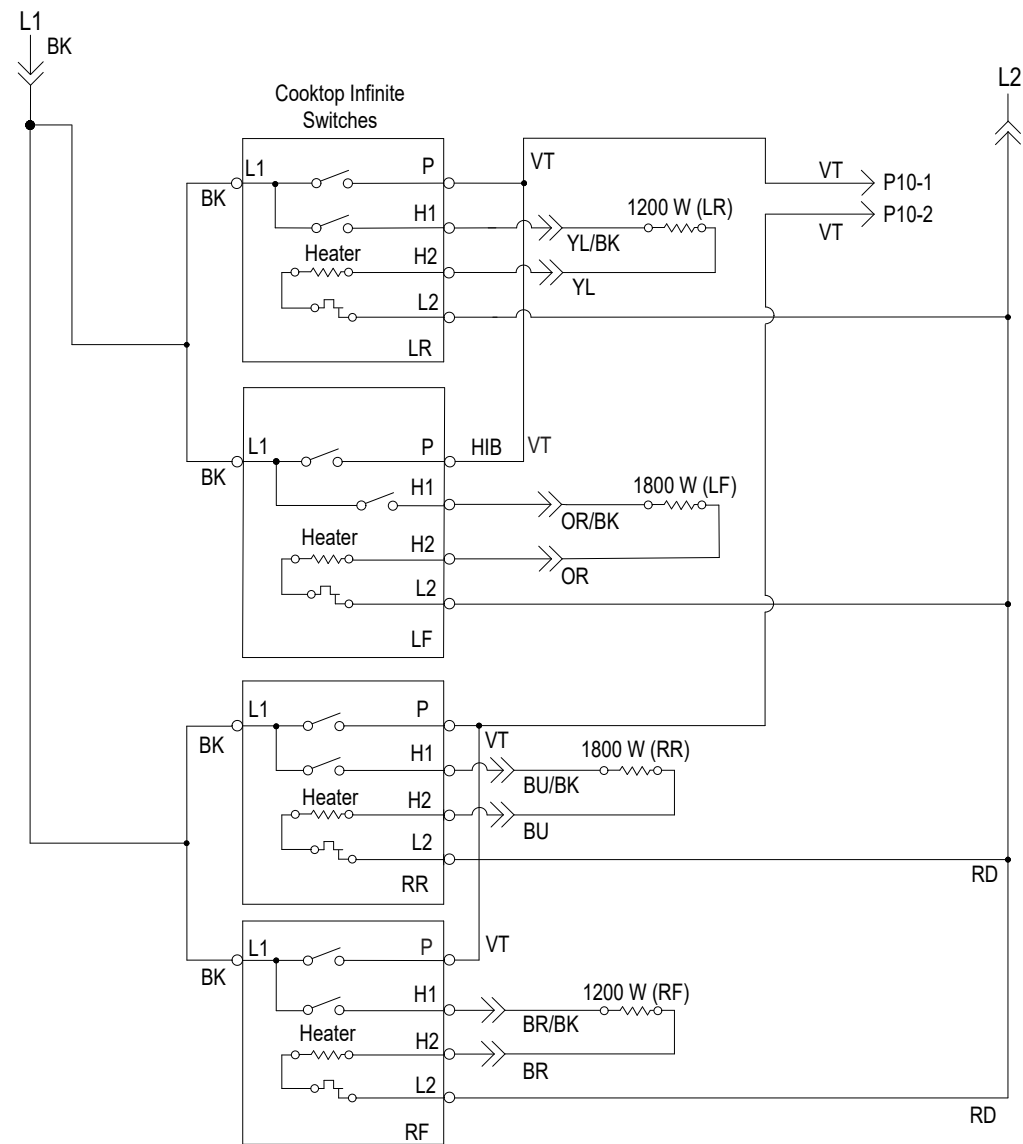 L1
BK
L2
Cooktop Infinite
Switches
L1
P
VT
VT
P10-1
BK
H1
1200 W (LR)
P10-2
YL/BK
VT
Heater
H2
YL
L2
LR
L1
P
HIB
VT
BK
H1
1800 W (LF)
OR/BK
Heater
H2
OR
L2
LF
L1
P
BK
VT
H1
1800 W (RR)
BU/BK
Heater
H2
BU
L2
RD
RR
L1
P
VT
BK
H1
1200 W (RF)
BR/BK
Heater
H2
BR
L2
RD
RF